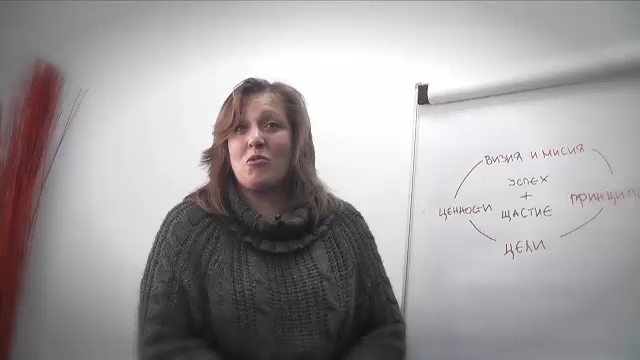 ВИЗИЯ И МИСИЯ
УСПЕХ
+
ЦЕННОСТИ ЩАСТИЕ ПРИНЦИПИ
ЦЕЛИ